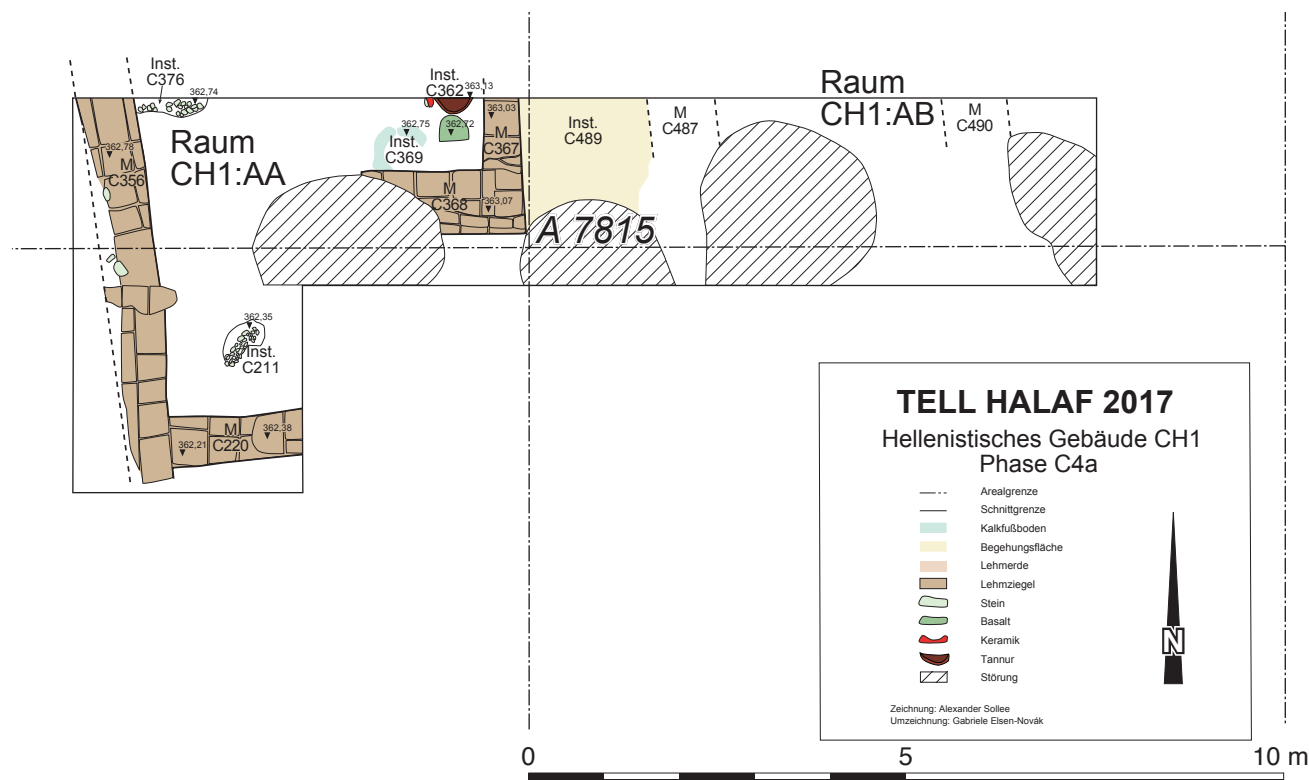 Inst.
C376
362,74
Raum
CH1:AA
362,78
M
C356
Inst.
C362
363,13
362,75
362,72
Inst.
C369
363,03
M
C367
M
C368
363,07
Inst.
C489
M
C487
Raum
CH1:AB
M
C490
A 7815
362,35
Inst.
C211
M
C220
362,21
362,38
TELL HALAF 2017
Hellenistisches Gebäude CH1
Phase C4a
Arealgrenze
Schnittgrenze
Kalkfußboden
Begehungsfläche
Lehmerde
Lehmziegel
Stein
Basalt
Keramik
Tannur
Störung
N
Zeichnung: Alexander Sollee
Umzeichnung: Gabriele Elsen-Novák
0 5 10 m